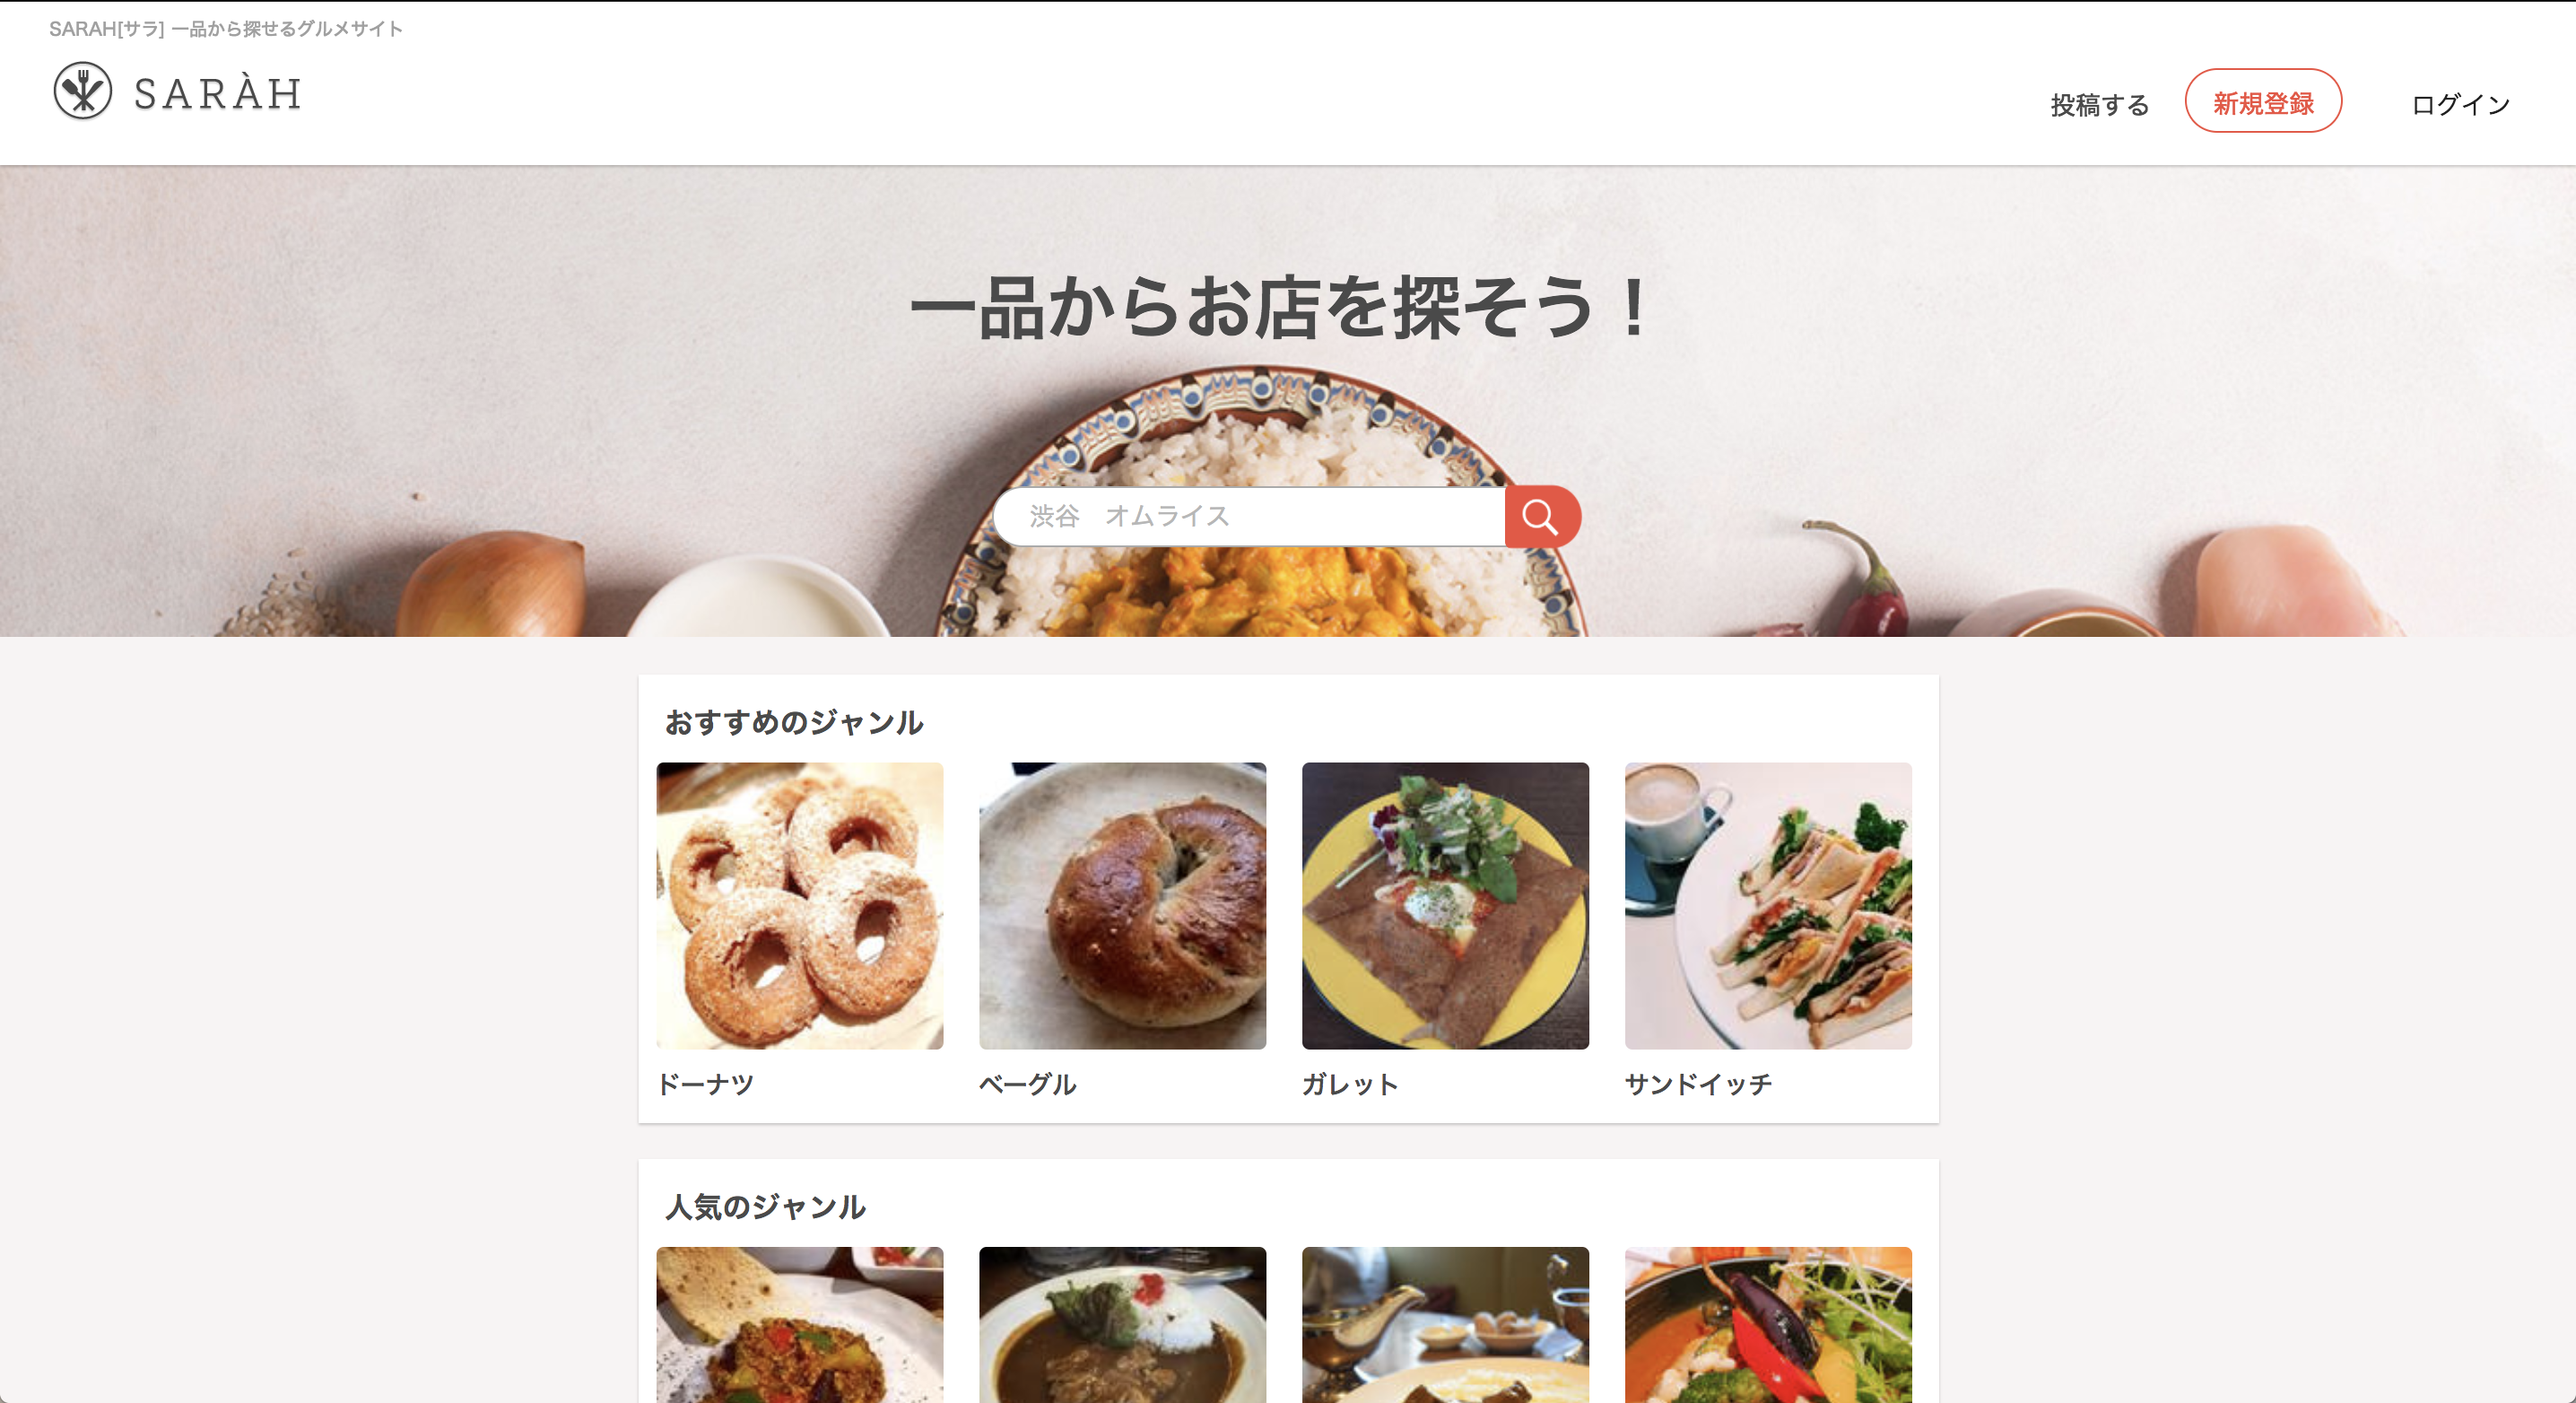 SARAH[サラ] 一品から探せるグルメサイト
SARÀH
投稿する
新規登録
ログイン
一品からお店を探そう！
渋谷　オムライス
おすすめのジャンル
ドーナツ
ベーグル
ガレット
サンドイッチ
人気のジャンル